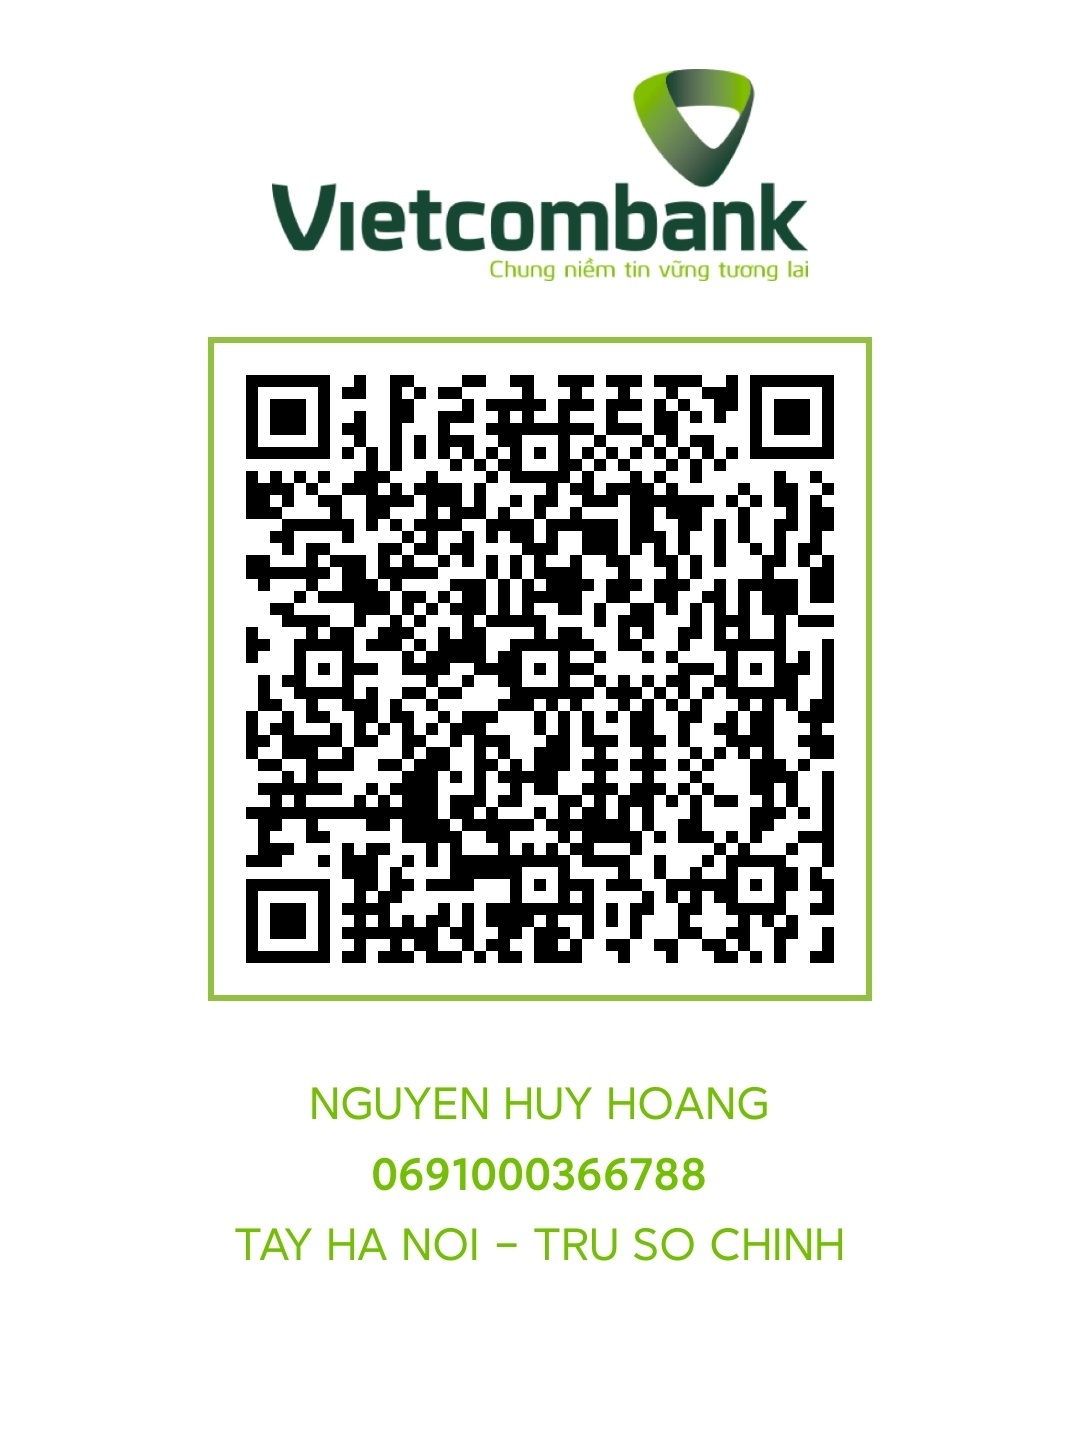 Vietcombank
Chung niềm tin vững tương lai
NGUYEN HUY HOANG
0691000366788
TAY HA NOI – TRU SO CHINH